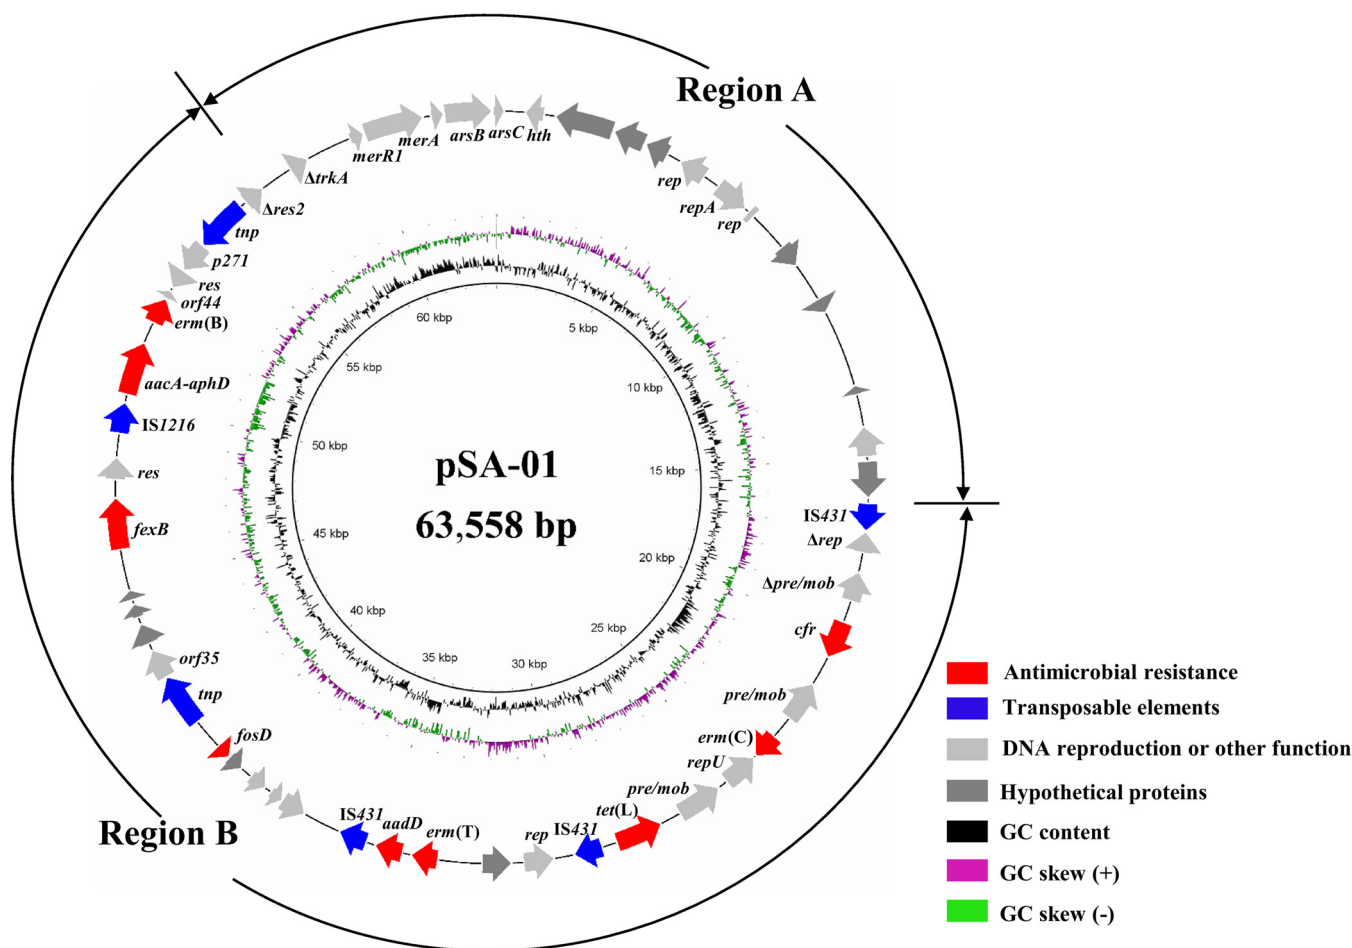 Region A
merR1
merA
arsB
arsC
hth
rep
repA
rep
ΔtrkA
Δres2
tnp
p271
res
orf44
erm(B)
aacA-aphD
IS1216
res
fexB
orf35
tnp
fosD
Region B
IS431
aadD
erm(T)
rep
IS431
tet(L)
pre/mob
repU
erm(C)
pre/mob
cfr
Δpre/mob
Δrep
IS431
5 kbp
10 kbp
15 kbp
20 kbp
25 kbp
30 kbp
35 kbp
40 kbp
45 kbp
50 kbp
55 kbp
60 kbp
pSA-01
63,558 bp
Antimicrobial resistance
Transposable elements
DNA reproduction or other function
Hypothetical proteins
GC content
GC skew (+)
GC skew (-)